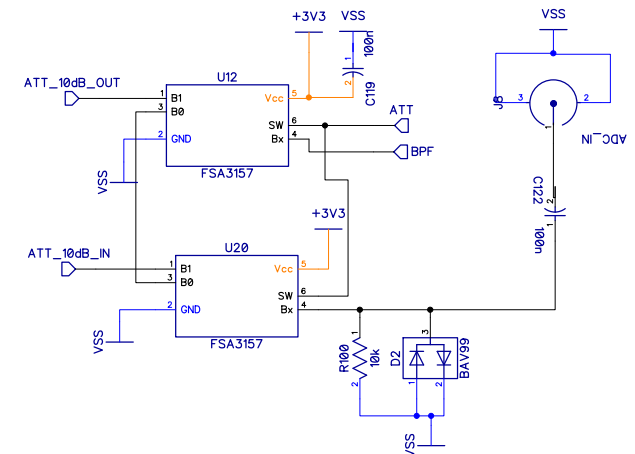 +3V3
VSS
VSS
100n
1
2
C119
U12
ATT_10dB_OUT
1
B1
3
B0
2
GND
Vcc
5
SW
6
Bx
4
FSA3157
ATT
BPF
VSS
J8
3
2
1
ADC_IN
C122
2
1
100n
+3V3
U20
ATT_10dB_IN
1
B1
3
B0
2
GND
Vcc
5
SW
6
Bx
4
FSA3157
VSS
R100
1
10k
2
D2
3
BAV99
1
2
VSS